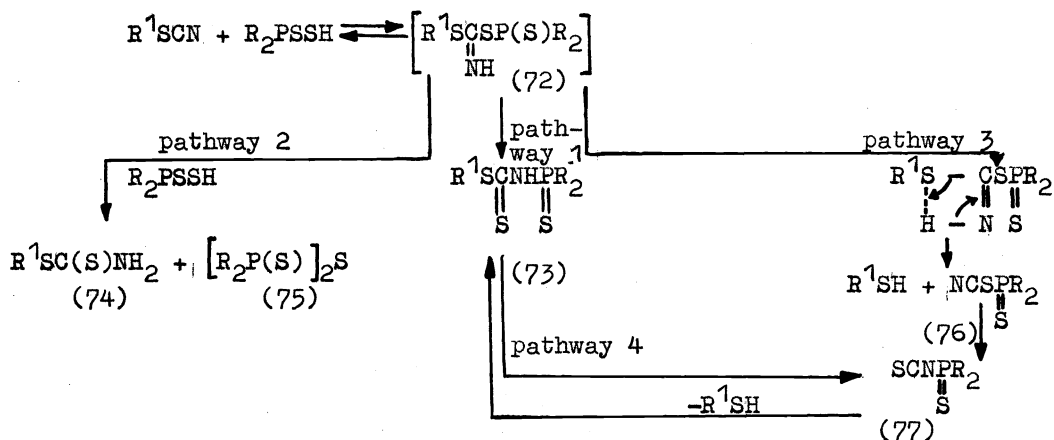 R¹SCN + R₂PSSH ⇌ [R¹SCSP(S)R₂]
NH
(72)
pathway 2
R₂PSSH
path-
way 1
pathway 3
R¹SCNHPR₂
S S
(73)
R¹S — CSPR₂
H — N S
R¹SC(S)NH₂ + [R₂P(S)]₂S
(74) (75)
R¹SH + NCSPR₂
S
(76)
pathway 4
SCNPR₂
S
(77)
-R¹SH